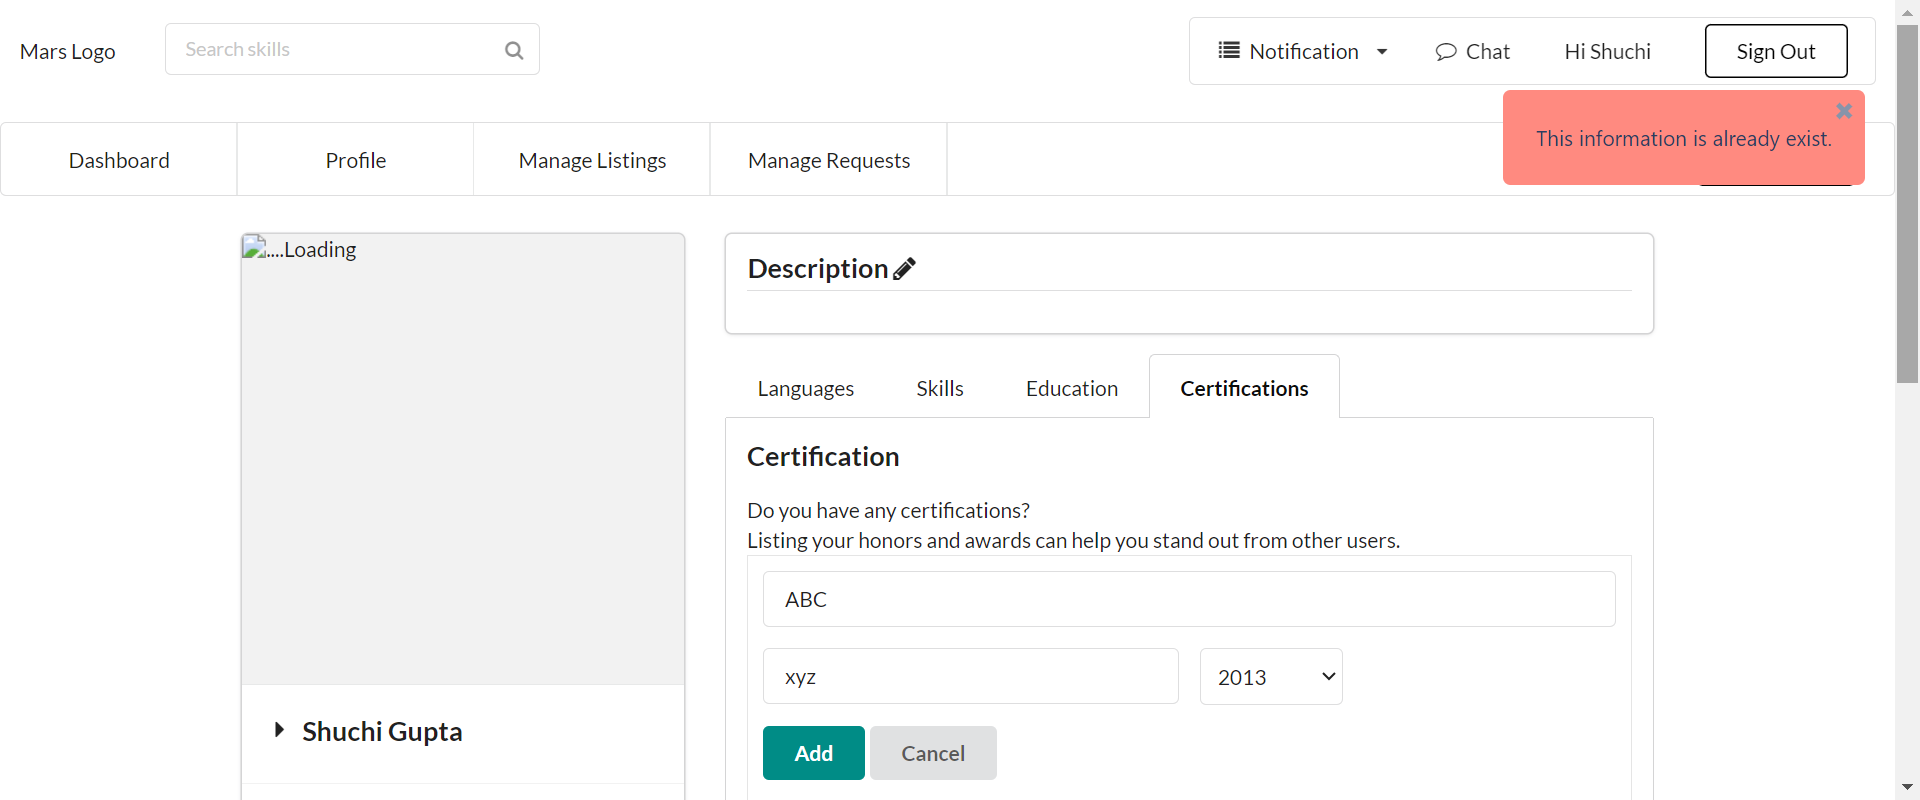 Mars Logo
Search skills
Notification
Chat
Hi Shuchi
Sign Out
This information is already exist.
Dashboard
Profile
Manage Listings
Manage Requests
....Loading
Shuchi Gupta
Description
Languages
Skills
Education
Certifications
Certification
Do you have any certifications?
Listing your honors and awards can help you stand out from other users.
ABC
xyz
2013
Add
Cancel